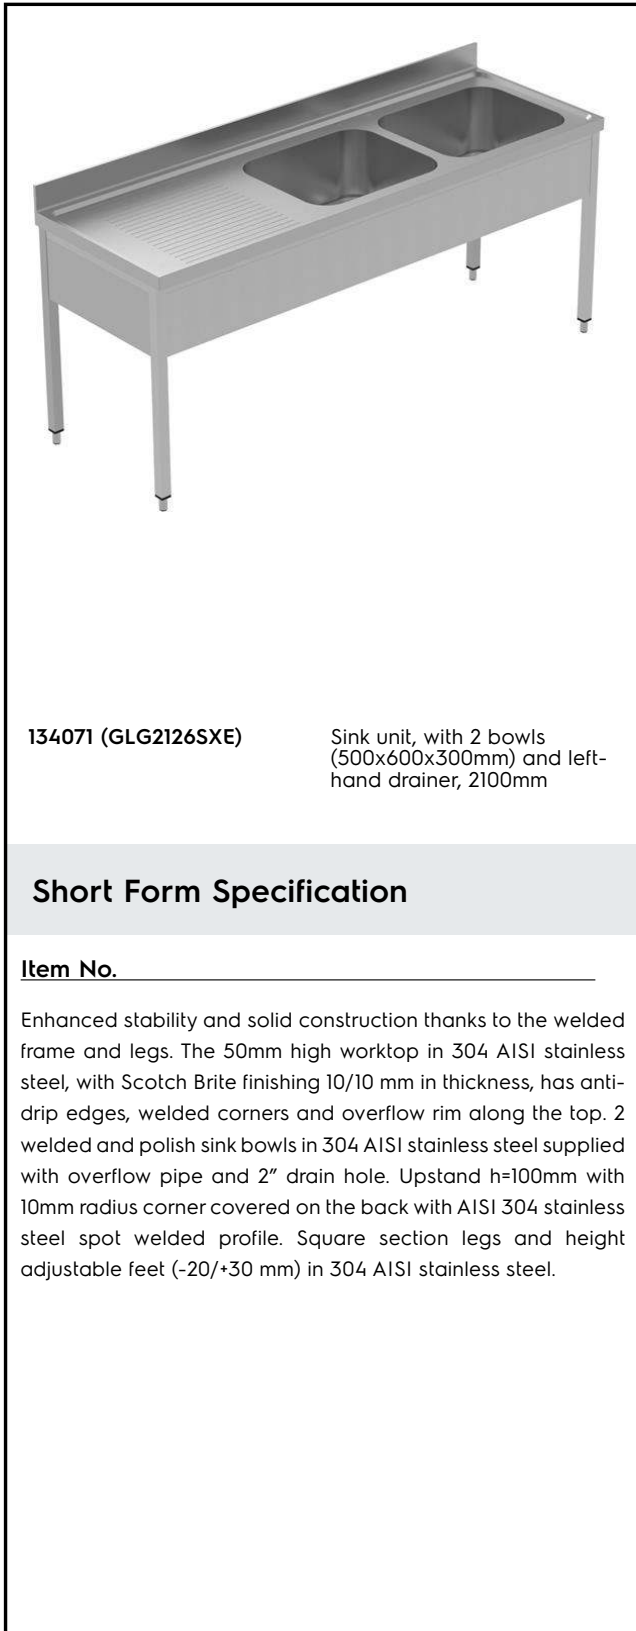 134071 (GLG2126SXE)
Sink unit, with 2 bowls
(500x600x300mm) and left-
hand drainer, 2100mm
Short Form Specification
Item No.
Enhanced stability and solid construction thanks to the welded
frame and legs. The 50mm high worktop in 304 AISI stainless
steel, with Scotch Brite finishing 10/10 mm in thickness, has anti-
drip edges, welded corners and overflow rim along the top. 2
welded and polish sink bowls in 304 AISI stainless steel supplied
with overflow pipe and 2” drain hole. Upstand h=100mm with
10mm radius corner covered on the back with AISI 304 stainless
steel spot welded profile. Square section legs and height
adjustable feet (-20/+30 mm) in 304 AISI stainless steel.